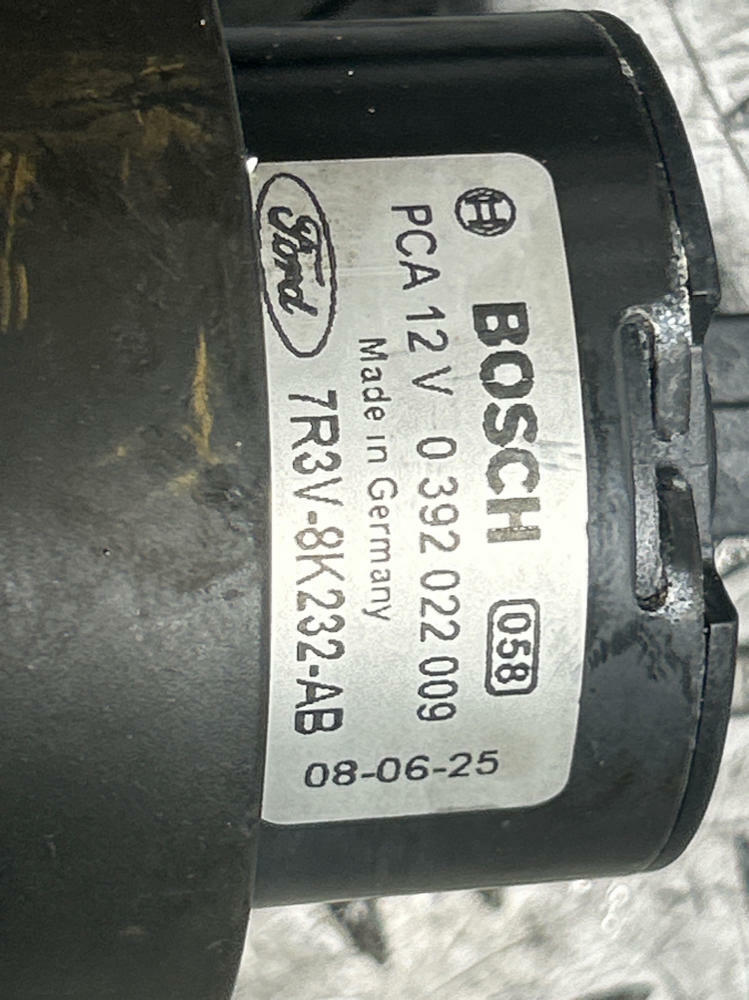 BOSCH 058
PCA 12 V 0 392 022 009
Made in Germany
Ford 7R3V-8K232-AB
08-06-25